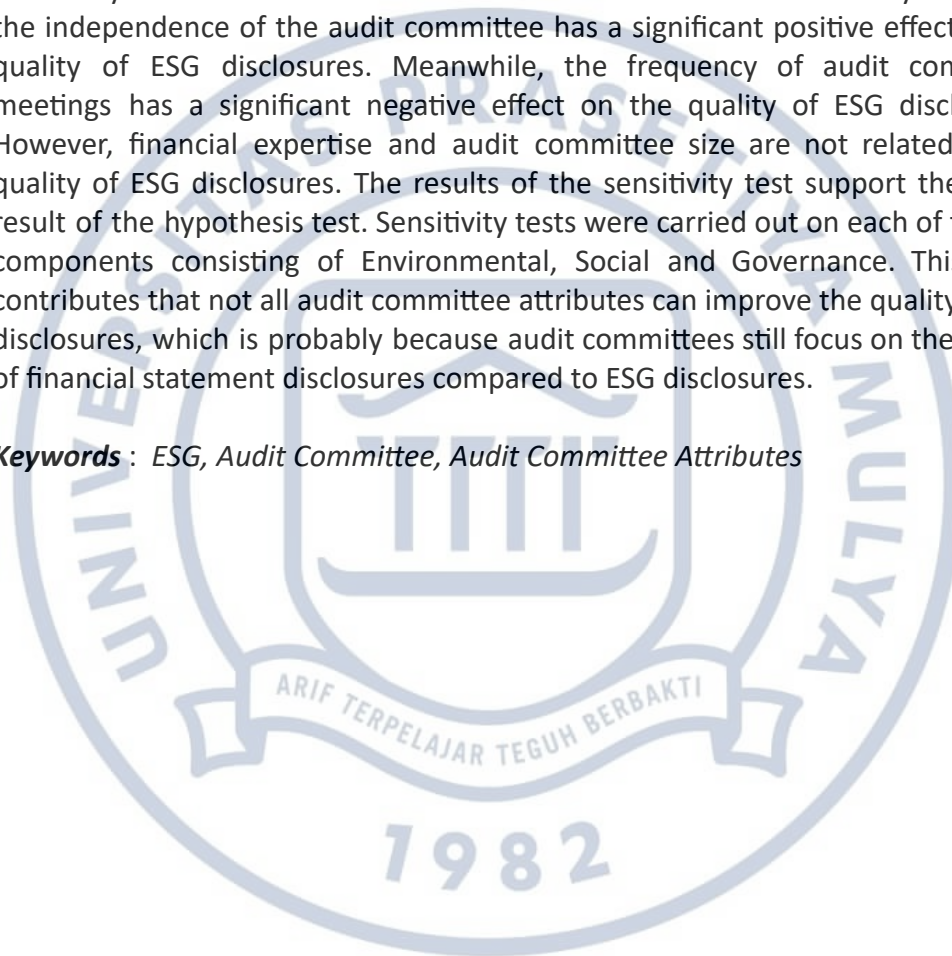 the independence of the audit committee has a significant positive effect
quality of ESG disclosures. Meanwhile, the frequency of audit com
meetings has a significant negative effect on the quality of ESG discl
However, financial expertise and audit committee size are not related
quality of ESG disclosures. The results of the sensitivity test support the
result of the hypothesis test. Sensitivity tests were carried out on each of
components consisting of Environmental, Social and Governance. Thi
contributes that not all audit committee attributes can improve the quality
disclosures, which is probably because audit committees still focus on the
of financial statement disclosures compared to ESG disclosures.
Keywords : ESG, Audit Committee, Audit Committee Attributes
UNIVERSITAS PRASETIYA MULYA
ARIF TERPELAJAR TEGUH BERBAKTI
1982